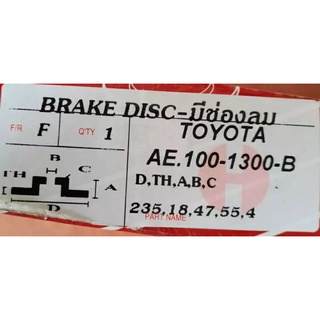 BRAKE DISC-มีช่องลม
F/R F Q'TY 1
TOYOTA
AE.100-1300-B
D,TH,A,B,C
B
H C
TH A
D
235,18,47,55,4
PART NAME